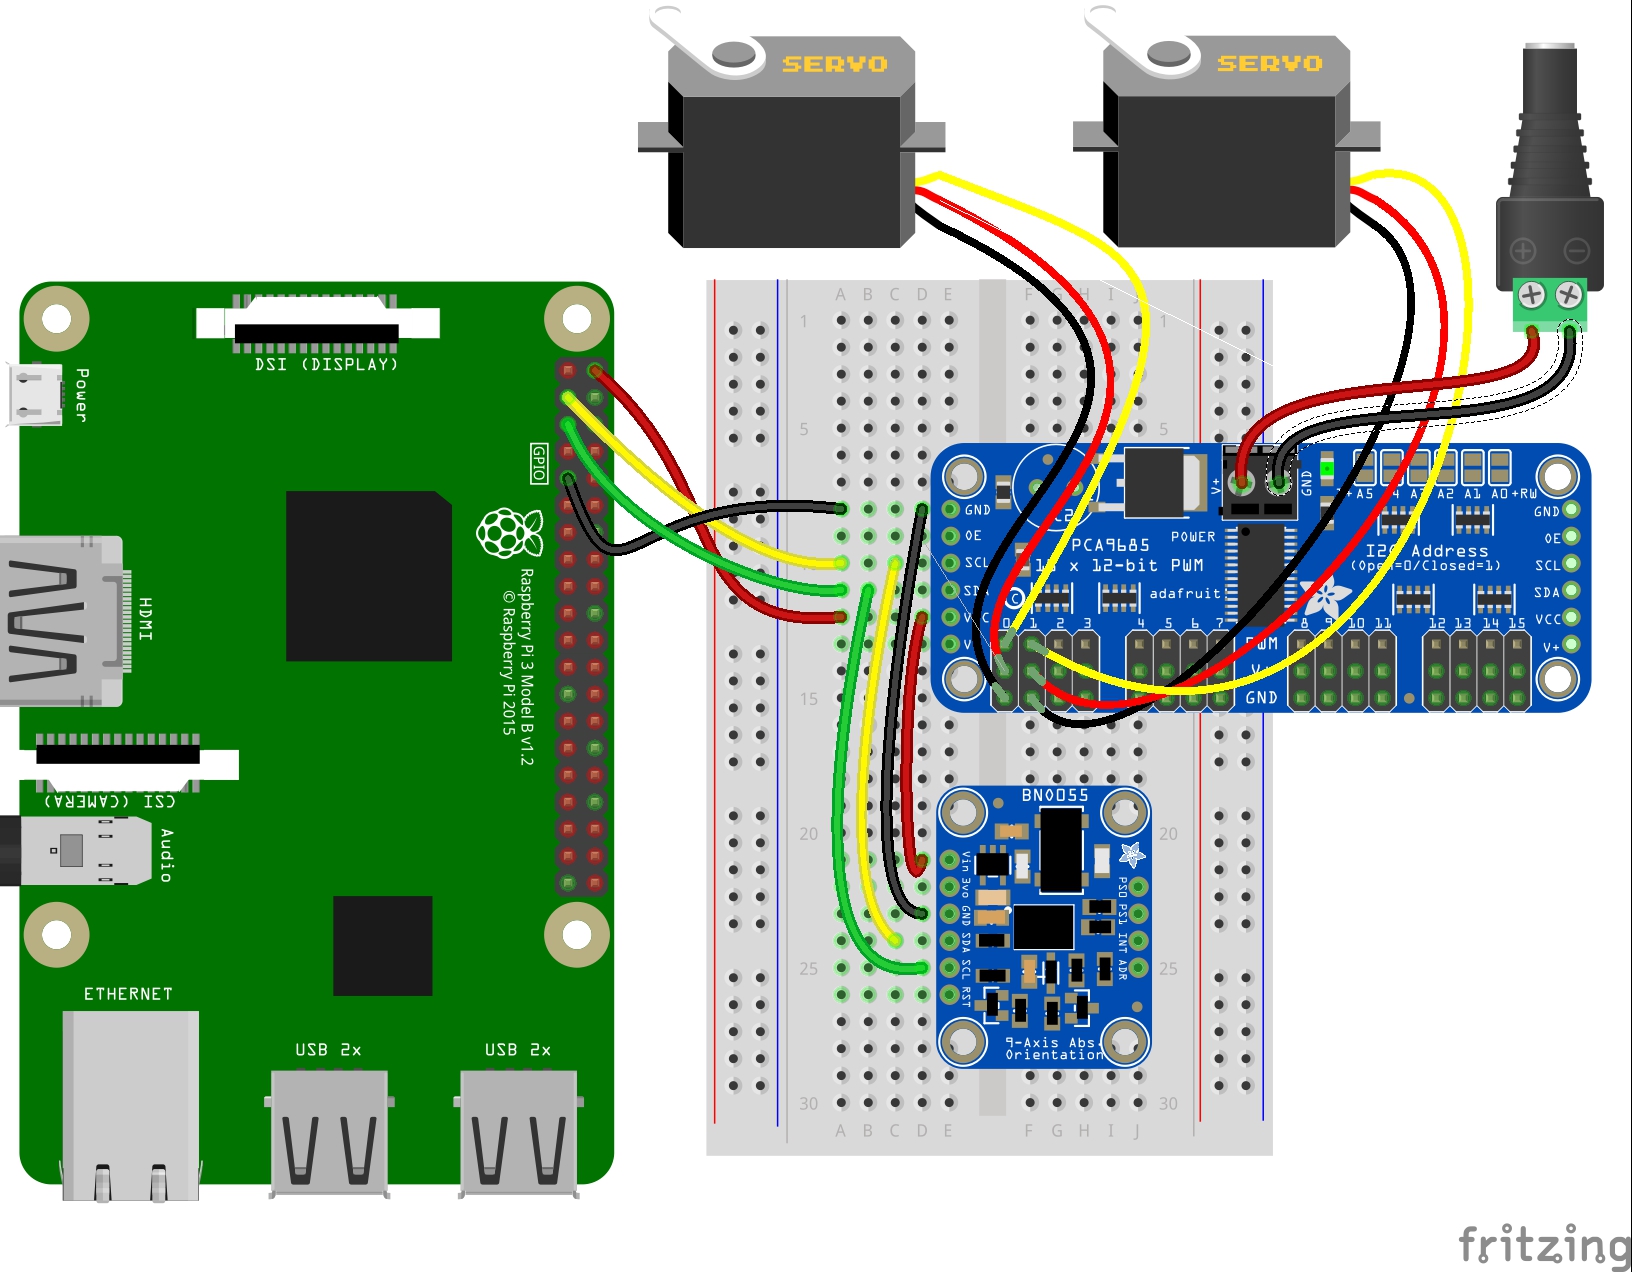 SERVO
SERVO
DSI (DISPLAY)
Power
GPIO
HDMI
Raspberry Pi 3 Model B v1.2
© Raspberry Pi 2015
CSI (CAMERA)
Audio
ETHERNET
USB 2x
USB 2x
A B C D E
F G H I J
1
1
5
5
15
20
20
25
25
30
30
A B C D E
F G H I J
V+
GND
A5
A2 A1 A0 +RW
GND
OE
SCL
SDA
GND
OE
SCL
SDA
VCC
V+
PCA9685
POWER
x 12-bit PWM
adafruit
I2C Address
(Open=0/Closed=1)
0 1 2 3
4 5 6 7
8 9 10 11
12 13 14 15
PWM
V+
GND
BNO055
Vin 3vo GND SDA SCL RST
PS0 PS1 INT ADR
9-Axis Abs.
Orientation
fritzing